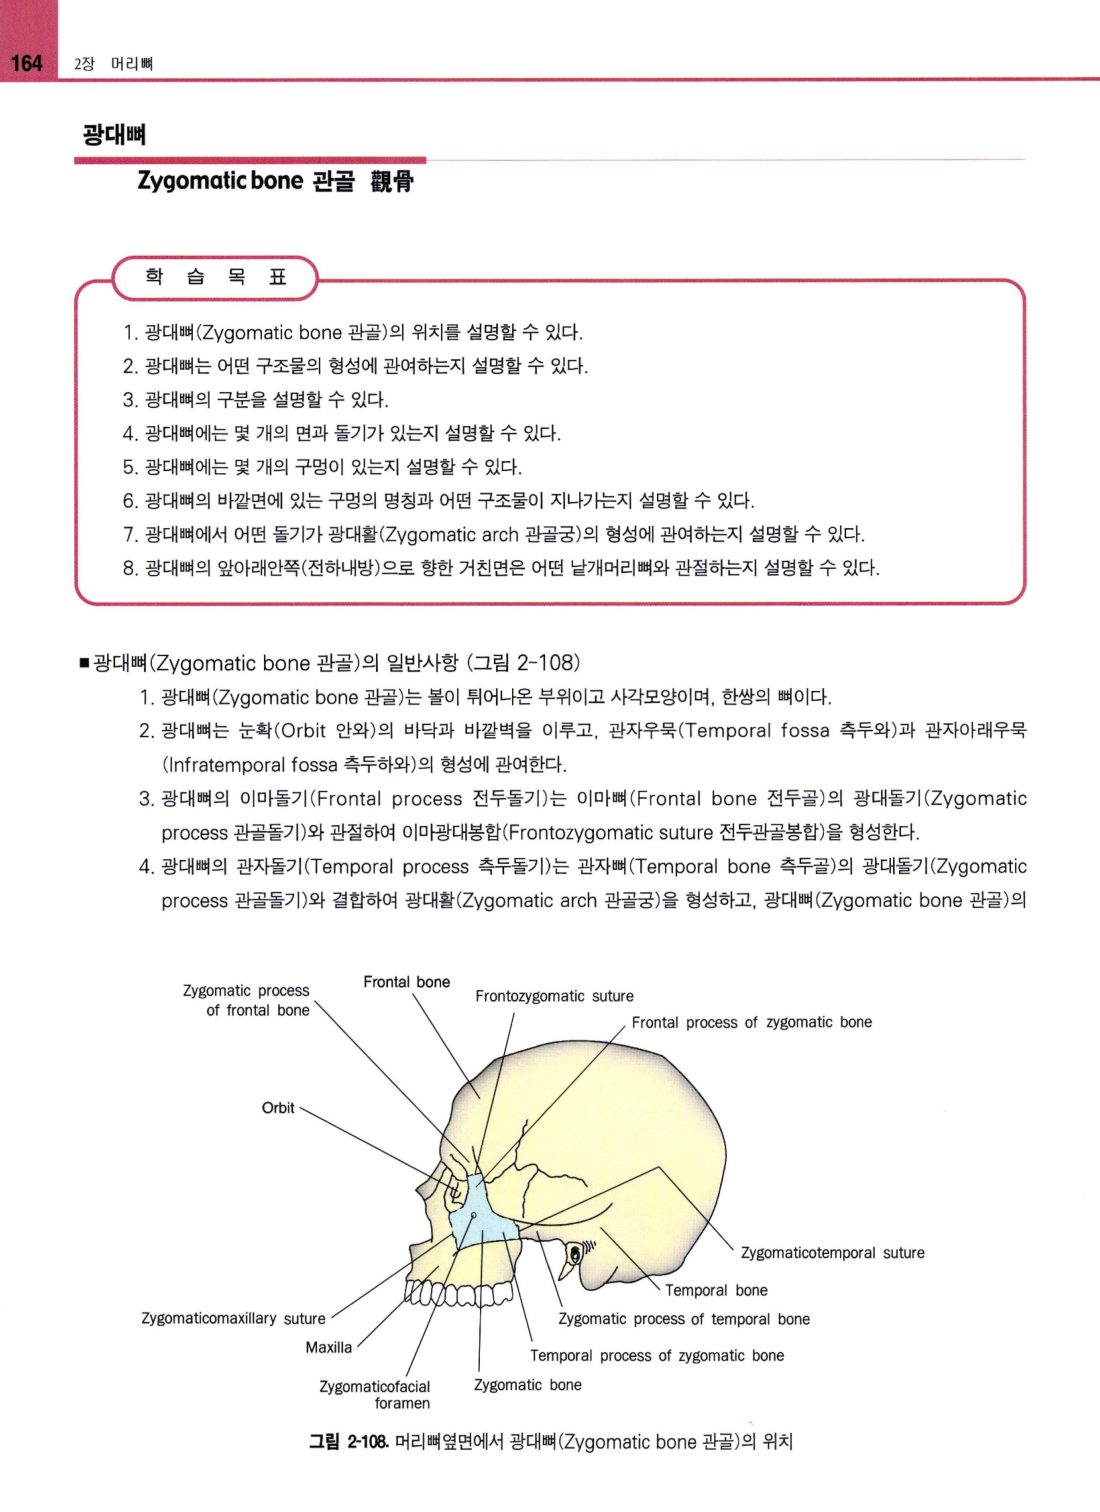 164 2장 머리뼈
광대뼈
Zygomatic bone 관골 觀骨
학 습 목 표
1. 광대뼈(Zygomatic bone 관골)의 위치를 설명할 수 있다.
2. 광대뼈는 어떤 구조물의 형성에 관여하는지 설명할 수 있다.
3. 광대뼈의 구분을 설명할 수 있다.
4. 광대뼈에는 몇 개의 면과 돌기가 있는지 설명할 수 있다.
5. 광대뼈에는 몇 개의 구멍이 있는지 설명할 수 있다.
6. 광대뼈의 바깥면에 있는 구멍의 명칭과 어떤 구조물이 지나가는지 설명할 수 있다.
7. 광대뼈에서 어떤 돌기가 광대활(Zygomatic arch 관골궁)의 형성에 관여하는지 설명할 수 있다.
8. 광대뼈의 앞아래안쪽(전하내방)으로 향한 거친면은 어떤 낱개머리뼈와 관절하는지 설명할 수 있다.
■ 광대뼈(Zygomatic bone 관골)의 일반사항 (그림 2-108)
1. 광대뼈(Zygomatic bone 관골)는 볼이 튀어나온 부위이고 사각모양이며, 한쌍의 뼈이다.
2. 광대뼈는 눈확(Orbit 안와)의 바닥과 바깥벽을 이루고, 관자우묵(Temporal fossa 측두와)과 관자아래우묵
(Infratemporal fossa 측두하와)의 형성에 관여한다.
3. 광대뼈의 이마돌기(Frontal process 전두돌기)는 이마뼈(Frontal bone 전두골)의 광대돌기(Zygomatic
process 관골돌기)와 관절하여 이마광대봉합(Frontozygomatic suture 전두관골봉합)을 형성한다.
4. 광대뼈의 관자돌기(Temporal process 측두돌기)는 관자뼈(Temporal bone 측두골)의 광대돌기(Zygomatic
process 관골돌기)와 결합하여 광대활(Zygomatic arch 관골궁)을 형성하고, 광대뼈(Zygomatic bone 관골)의
Zygomatic process
of frontal bone
Frontal bone
Frontozygomatic suture
Frontal process of zygomatic bone
Orbit
Zygomaticotemporal suture
Temporal bone
Zygomaticomaxillary suture
Zygomatic process of temporal bone
Maxilla
Temporal process of zygomatic bone
Zygomaticofacial
foramen
Zygomatic bone
그림 2-108. 머리뼈옆면에서 광대뼈(Zygomatic bone 관골)의 위치